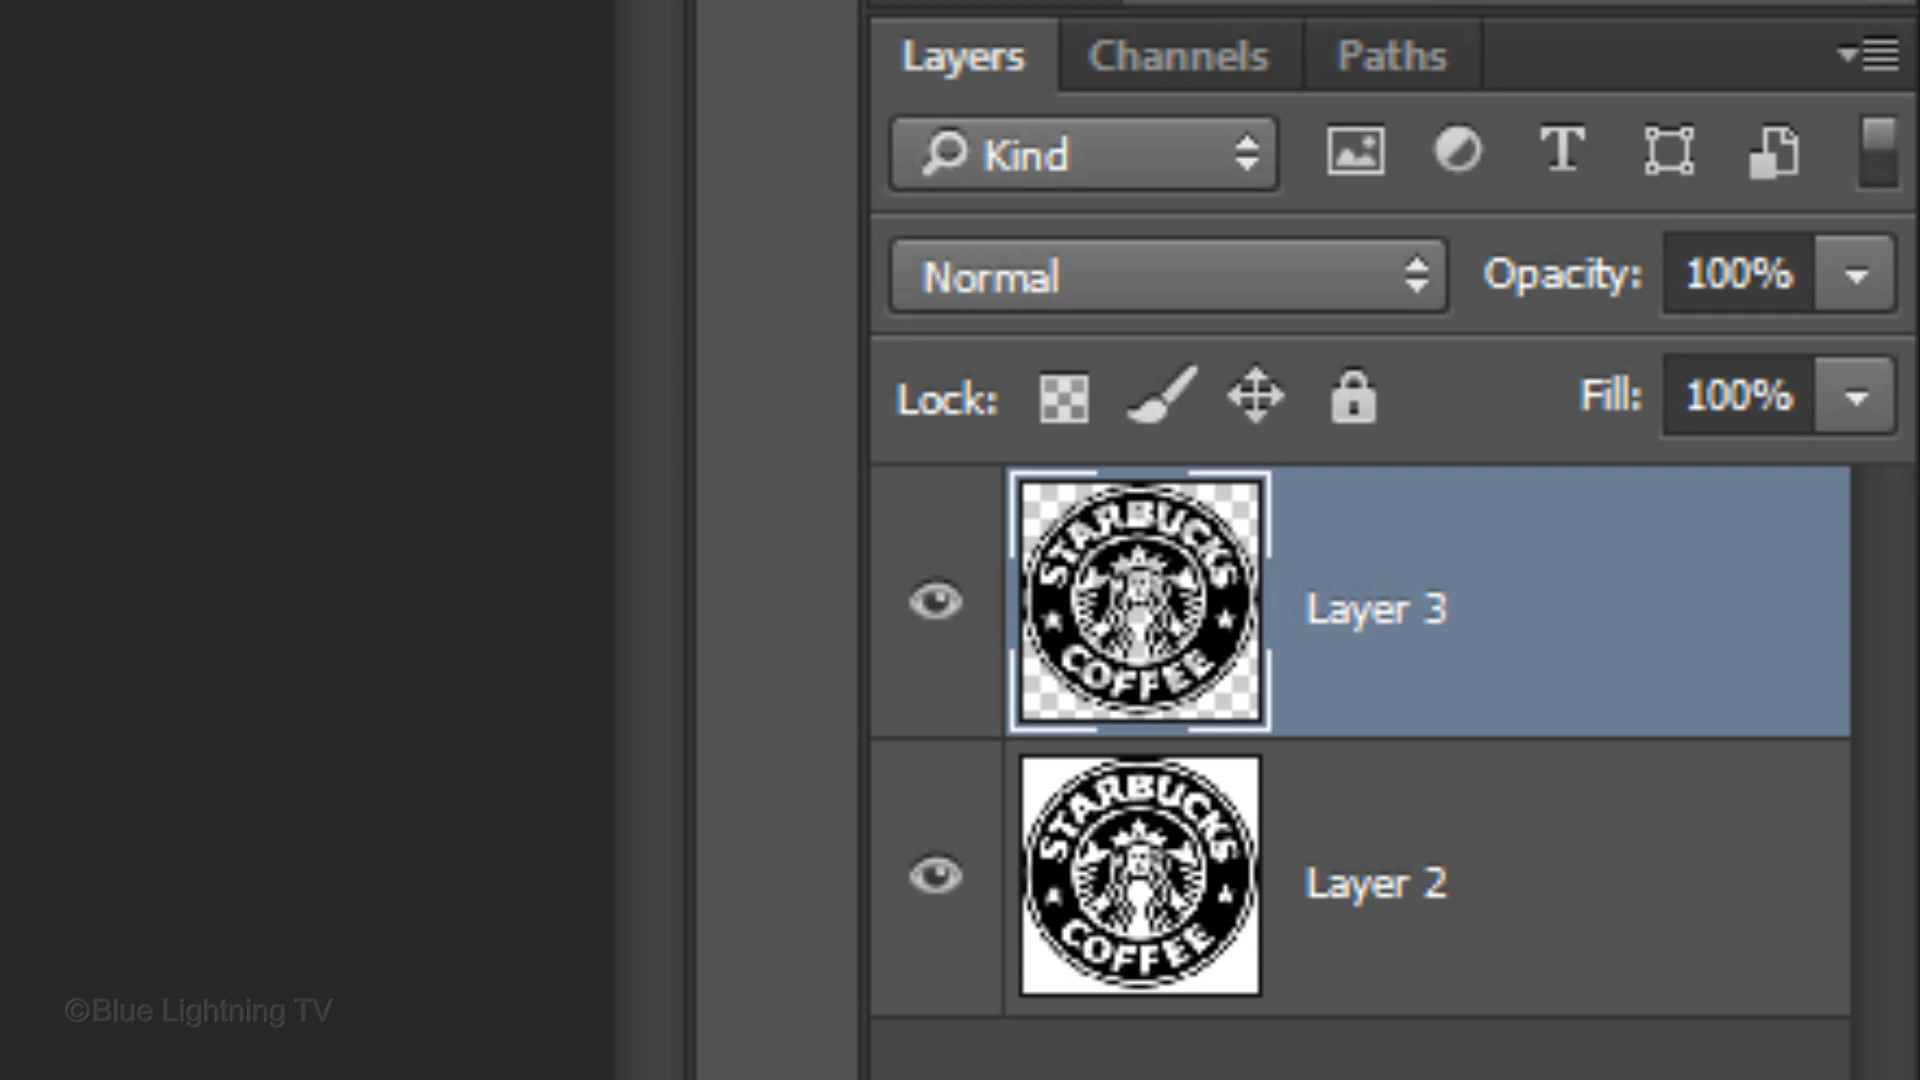 Layers Channels Paths
Kind T
Normal Opacity: 100%
Lock: Fill: 100%
STARBUCKS
COFFEE
Layer 3
STARBUCKS
COFFEE
Layer 2
©Blue Lightning TV